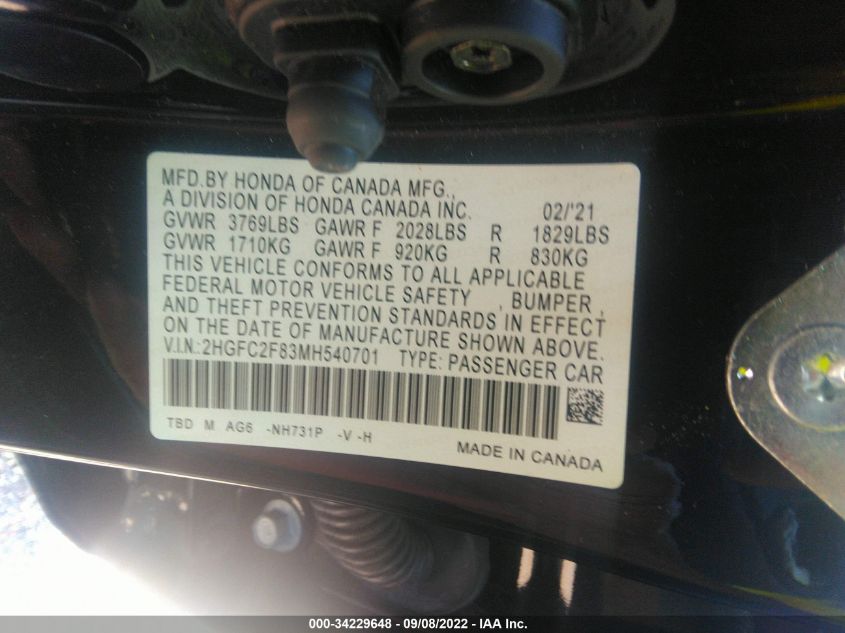 MFD.BY HONDA OF CANADA MFG.,
A DIVISION OF HONDA CANADA INC. 02/'21
GVWR 3769LBS GAWR F 2028LBS R 1829LBS
GVWR 1710KG GAWR F 920KG R 830KG
THIS VEHICLE CONFORMS TO ALL APPLICABLE
FEDERAL MOTOR VEHICLE SAFETY , BUMPER ,
AND THEFT PREVENTION STANDARDS IN EFFECT
ON THE DATE OF MANUFACTURE SHOWN ABOVE.
V.I.N.:2HGFC2F83MH540701 TYPE: PASSENGER CAR
TBD M AG6 -NH731P -V -H
MADE IN CANADA
000-34229648 - 09/08/2022 - IAA Inc.